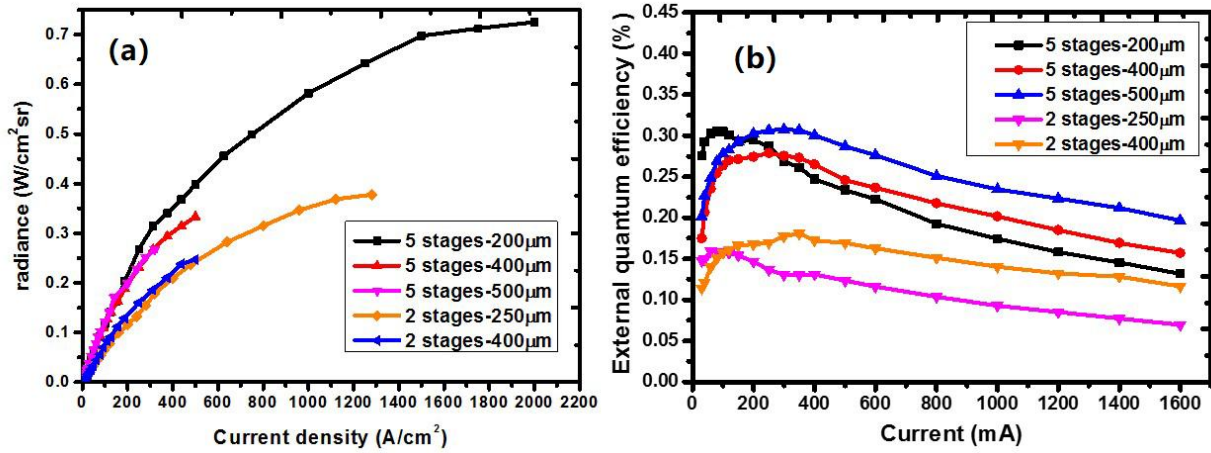 (a)
radiance (W/cm²sr)
0.7
0.6
0.5
0.4
0.3
0.2
0.1
0.0
5 stages-200μm
5 stages-400μm
5 stages-500μm
2 stages-250μm
2 stages-400μm
0 200 400 600 800 1000 1200 1400 1600 1800 2000 2200
Current density (A/cm²)
(b)
External quantum efficiency (%)
0.45
0.40
0.35
0.30
0.25
0.20
0.15
0.10
0.05
0.00
5 stages-200μm
5 stages-400μm
5 stages-500μm
2 stages-250μm
2 stages-400μm
0 200 400 600 800 1000 1200 1400 1600
Current (mA)